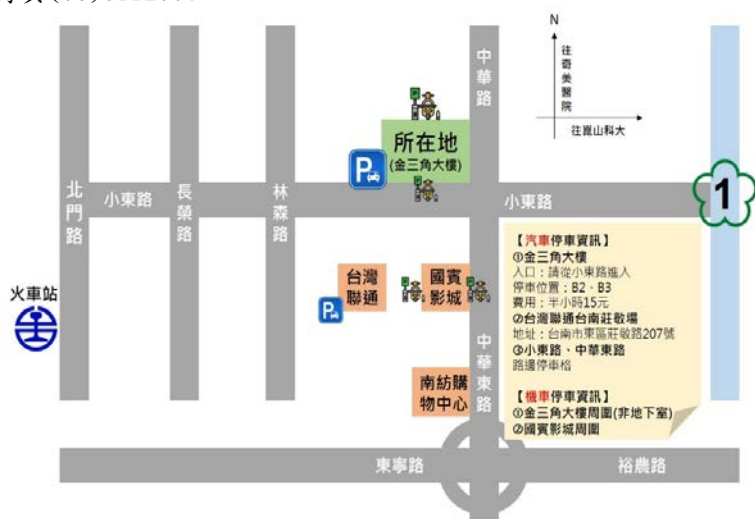 N
往奇美醫院
往崑山科大
中華路
所在地
(金三角大樓)
P
北門路
小東路
長榮路
林森路
小東路
1
火車站
台灣
聯通
P
國賓
影城
南紡購
物中心
中華東路
東寧路
裕農路
【汽車停車資訊】
①金三角大樓
入口：請從小東路進入
停車位置：B2、B3
費用：半小時15元
②台灣聯通台南莊敬場
地址：台南市東區莊敬路207號
③小東路、中華東路
路邊停車格
【機車停車資訊】
①金三角大樓周圍(非地下室)
②國賓影城周圍